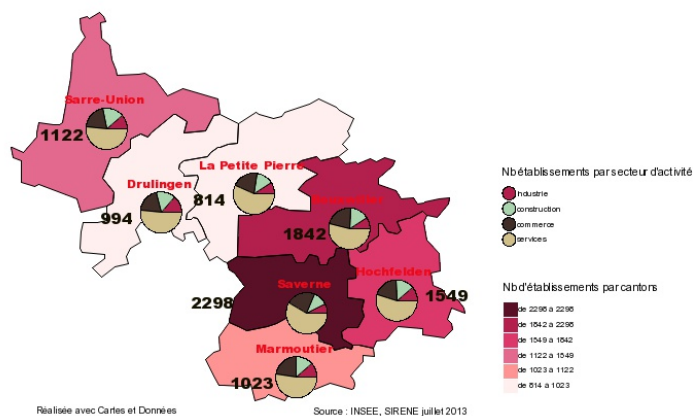 Sarre-Union
1122
La Petite Pierre
Drulingen
814
994
1842
Hochfelden
Saverne
2298
1549
Marmoutier
1023
Nb établissements par secteur d'activité
Industrie
construction
commerce
services
Nb d'établissements par cantons
de 2298 à 2298
de 1842 à 2298
de 1549 à 1842
de 1122 à 1549
de 1023 à 1122
de 814 à 1023
Réalisée avec Cartes et Données
Source : INSEE, SIRENE juillet 2013